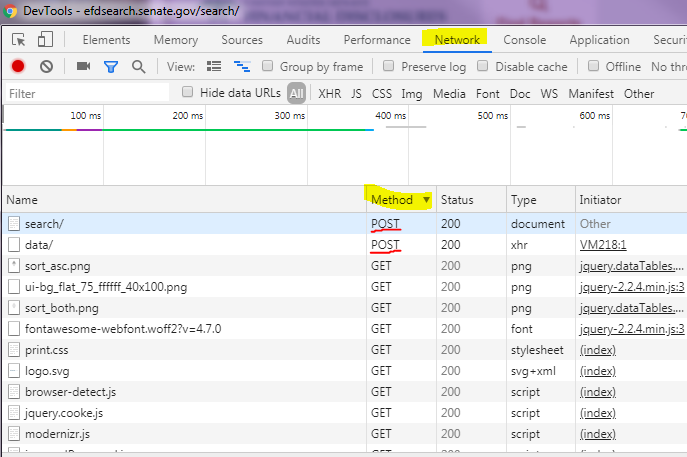 DevTools - efdsearch.senate.gov/search/
Elements Sources Audits Performance Network Console Application Securit
View: Group by frame Preserve log Disable cache Offline No thro
Filter Hide data URLs All XHR JS CSS Img Media Font Doc WS Manifest Other
100 ms 200 ms 300 ms 400 ms 500 ms 600 ms 7
Name Method Status Type Initiator
search/ POST 200 document Other
data/ POST 200 xhr VM218:1
sort_asc.png GET 200 png jquery.dataTables....
ui-bg_flat_75_ffffff_40x100.png GET 200 png jquery-2.2.4.min.js:3
sort_both.png GET 200 png jquery.dataTables....
fontawesome-webfont.woff2?v=4.7.0 GET 200 font jquery-2.2.4.min.js:3
print.css GET 200 stylesheet (index)
logo.svg GET 200 svg+xml (index)
browser-detect.js GET 200 script (index)
jquery.cooke.js GET 200 script (index)
modernizr.js GET 200 script (index)